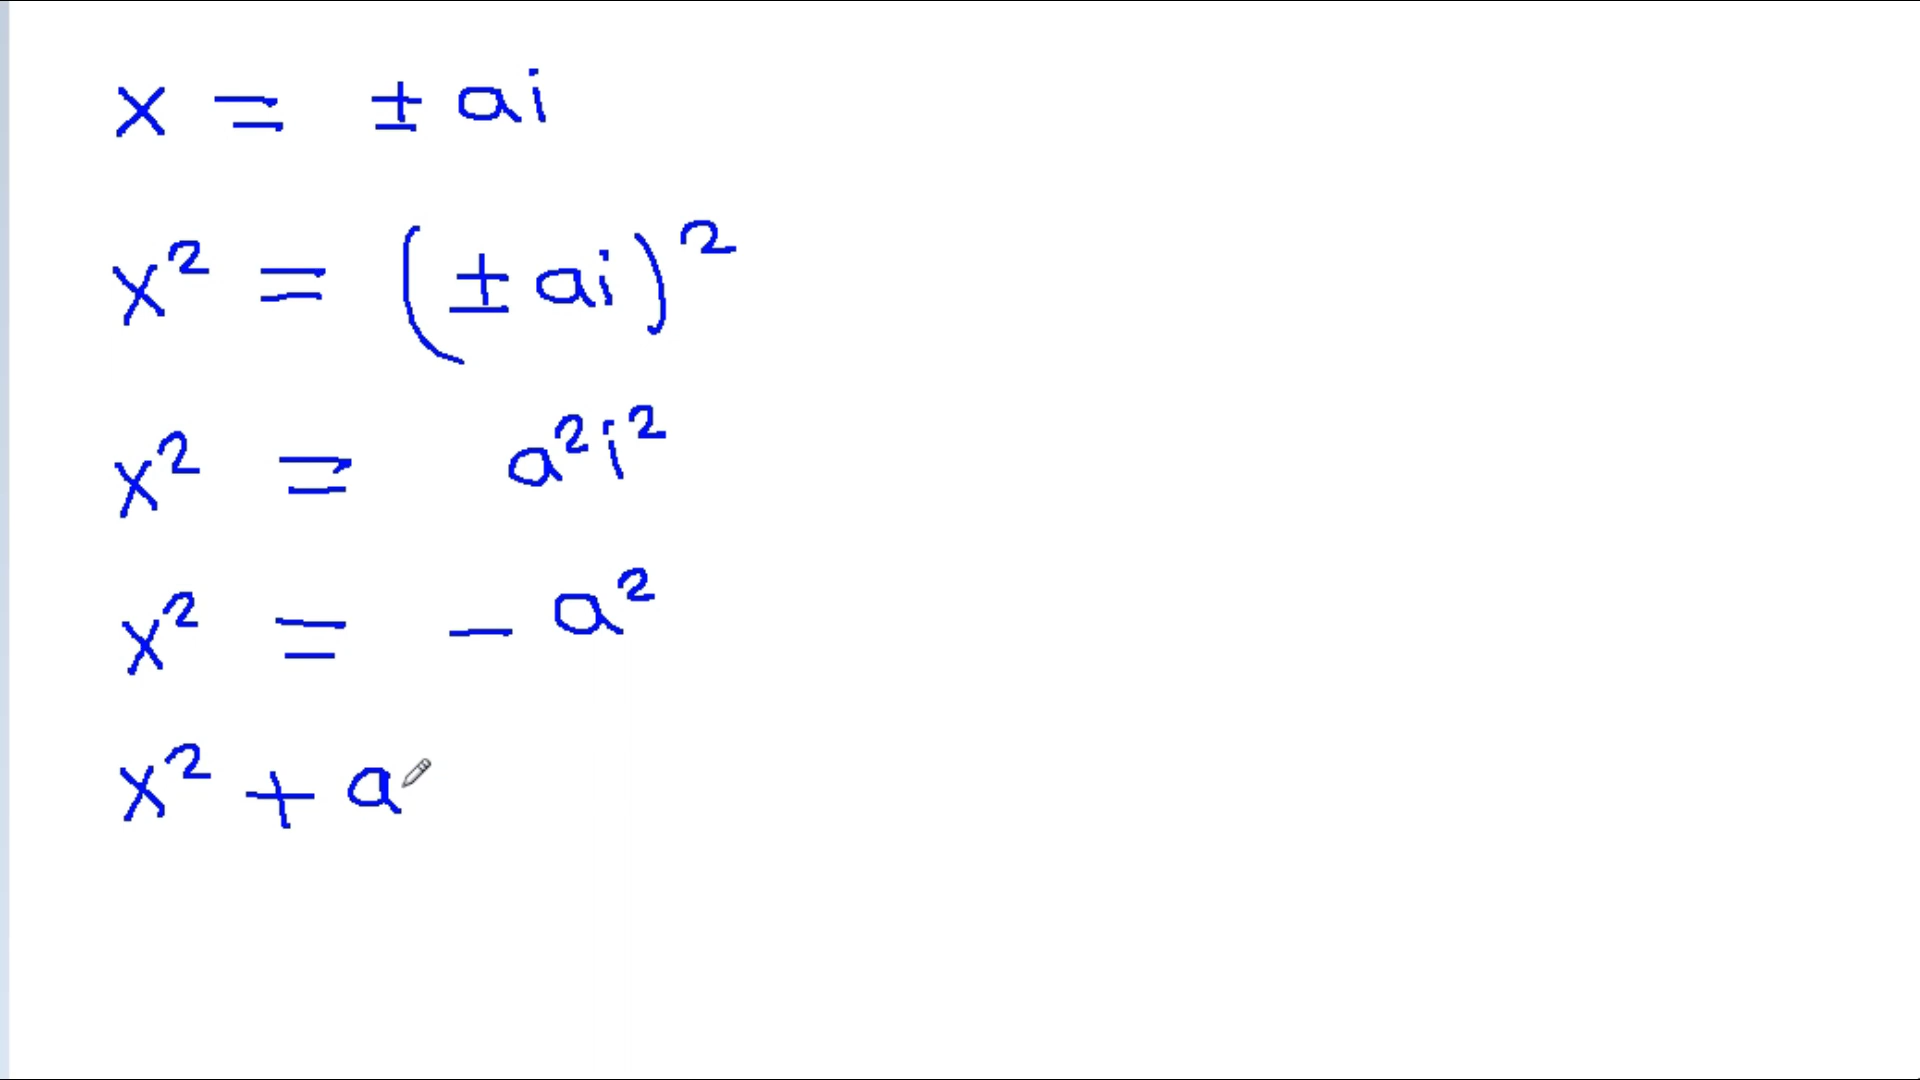 x = ± ai
x² = (± ai)²
x² = a²i²
x² = - a²
x² + a